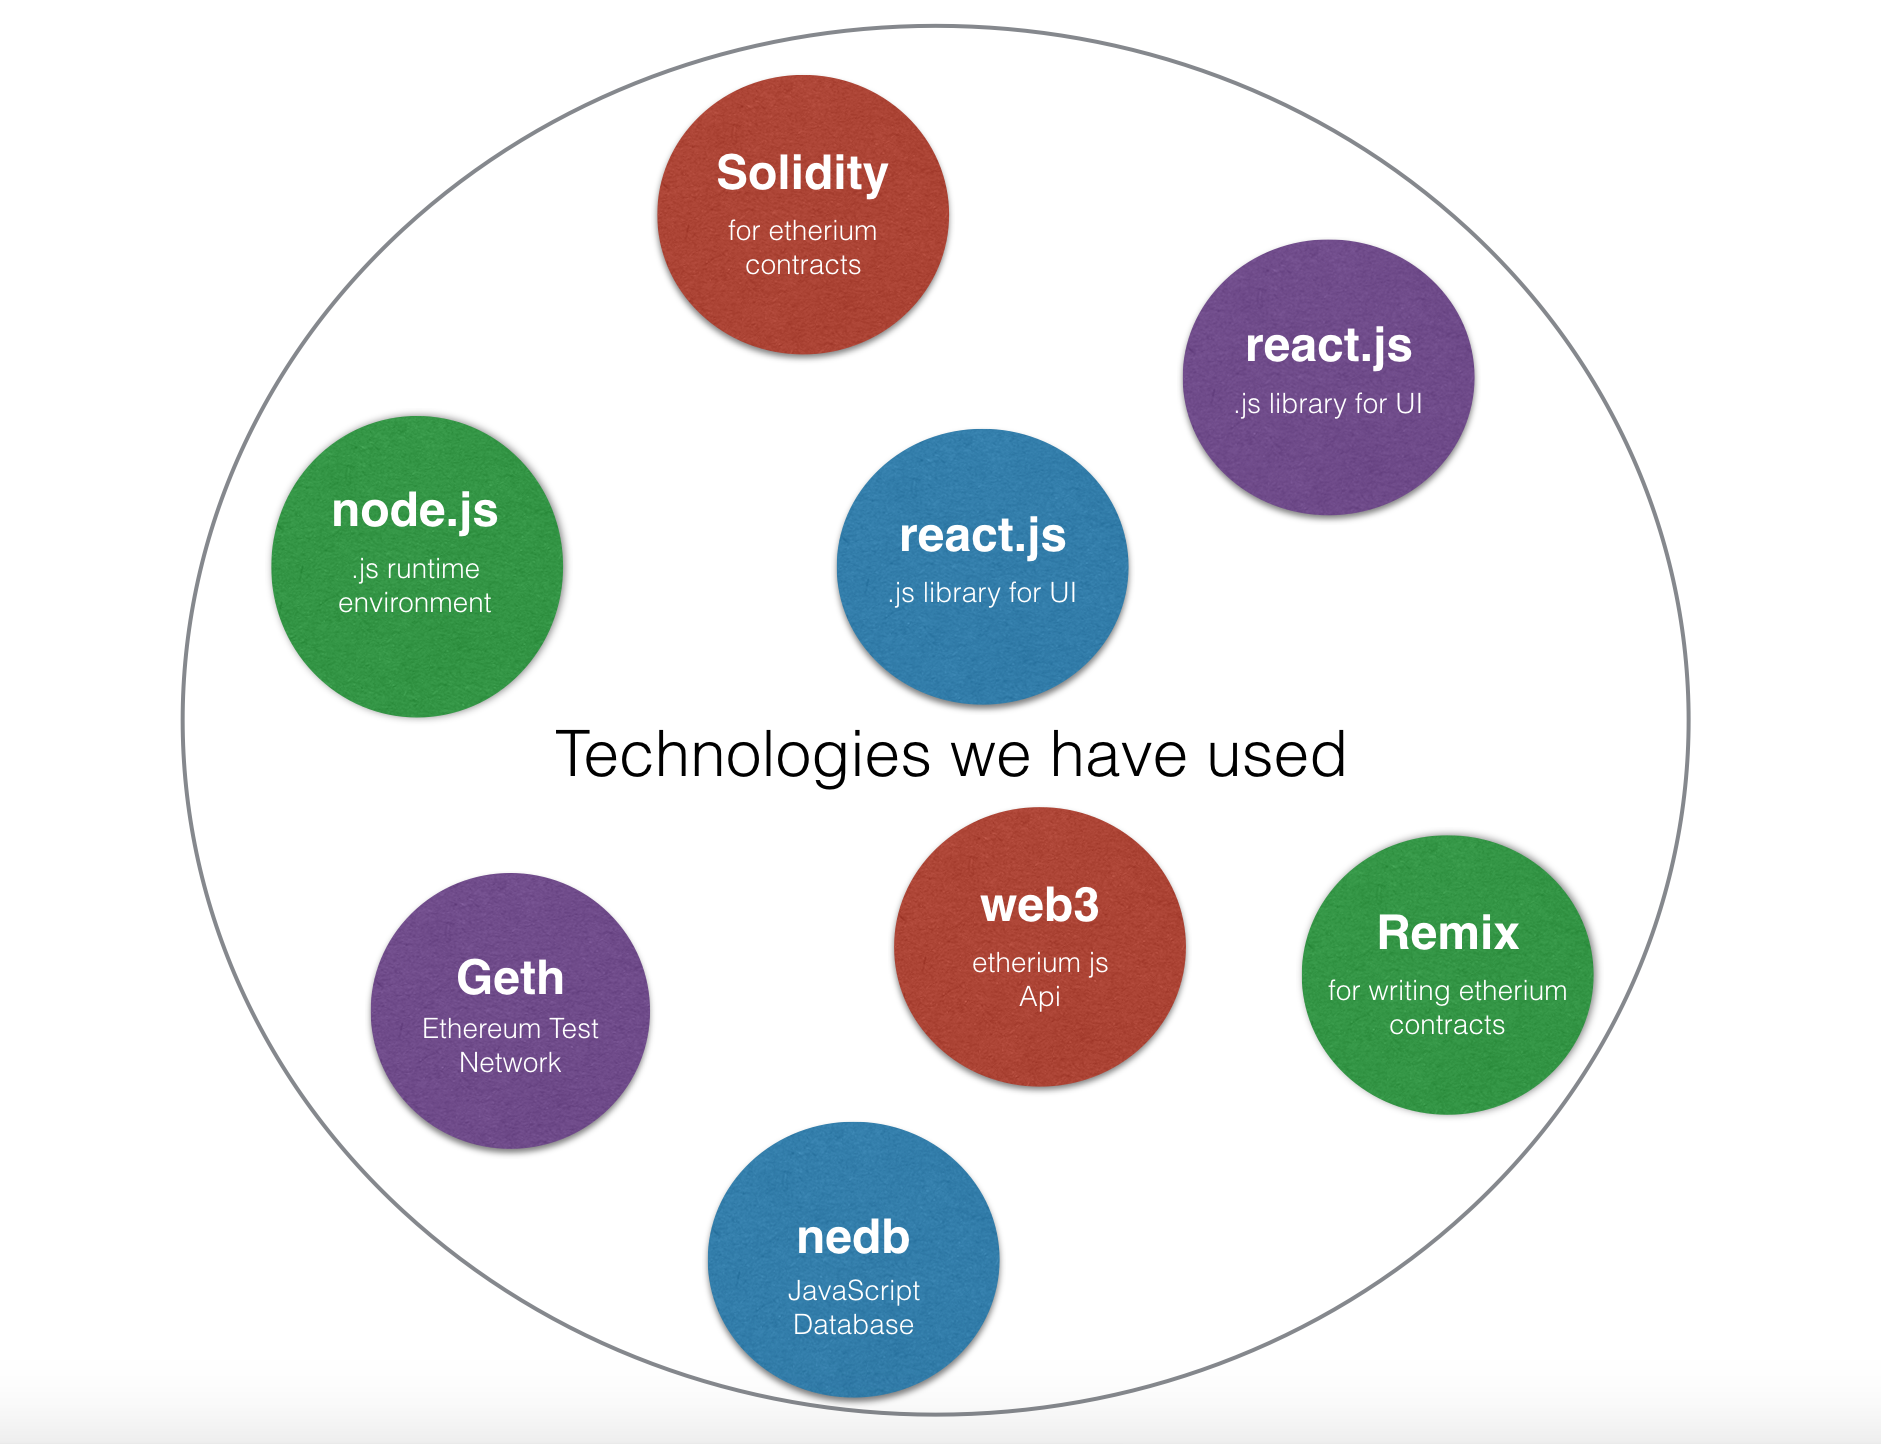 Solidity
for etherium
contracts
react.js
.js library for UI
node.js
.js runtime
environment
react.js
.js library for UI
Technologies we have used
web3
etherium js
Api
Remix
for writing etherium
contracts
Geth
Ethereum Test
Network
nedb
JavaScript
Database